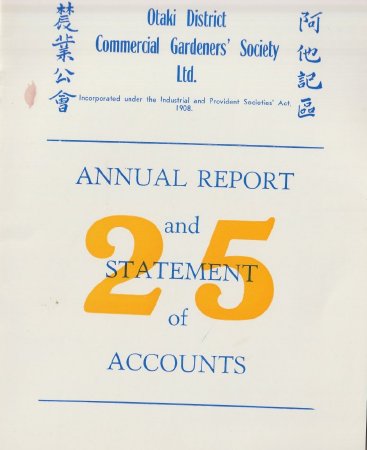 阿他記區
農業公會
Otaki District
Commercial Gardeners' Society
Ltd.
Incorporated under the Industrial and Provident Societies' Act,
1908.
ANNUAL REPORT
and
25
STATEMENT
of
ACCOUNTS